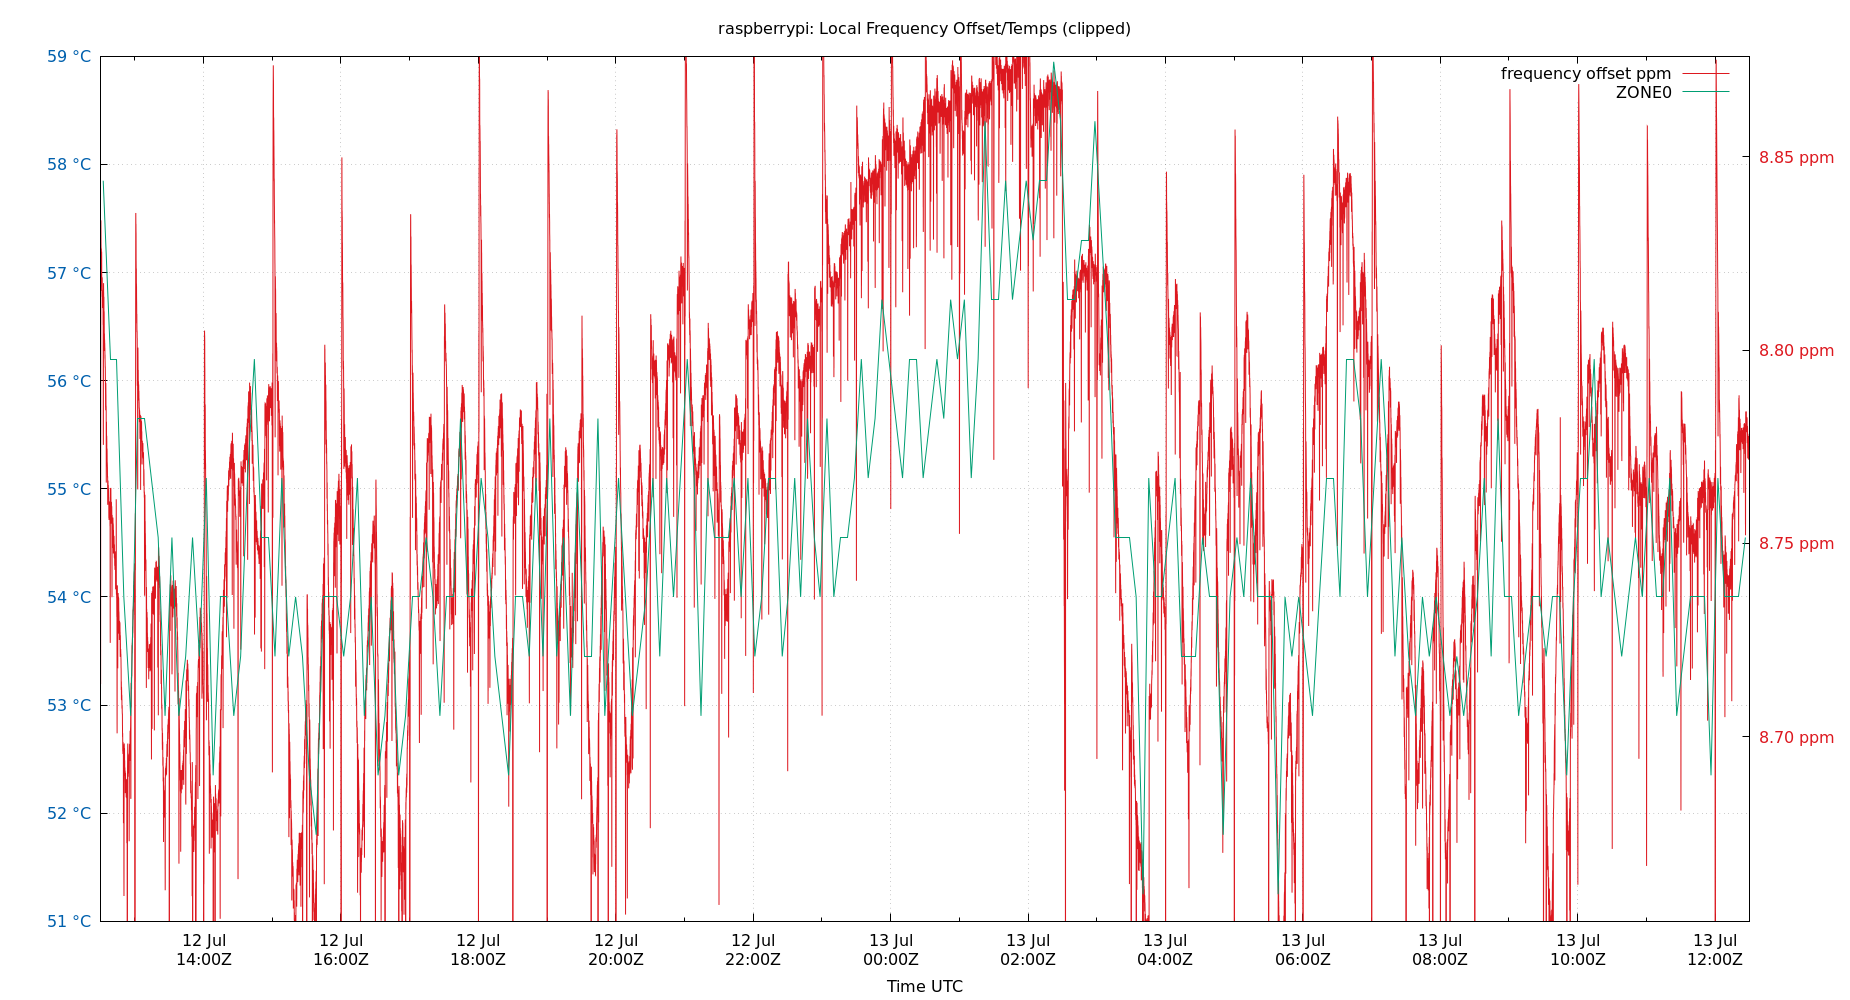 raspberrypi: Local Frequency Offset/Temps (clipped)
59 °C
58 °C
57 °C
56 °C
55 °C
54 °C
53 °C
52 °C
51 °C
frequency offset ppm
ZONE0
8.85 ppm
8.80 ppm
8.75 ppm
8.70 ppm
12 Jul 12 Jul 12 Jul 12 Jul 12 Jul 13 Jul 13 Jul 13 Jul 13 Jul 13 Jul 13 Jul 13 Jul
14:00Z 16:00Z 18:00Z 20:00Z 22:00Z 00:00Z 02:00Z 04:00Z 06:00Z 08:00Z 10:00Z 12:00Z
Time UTC